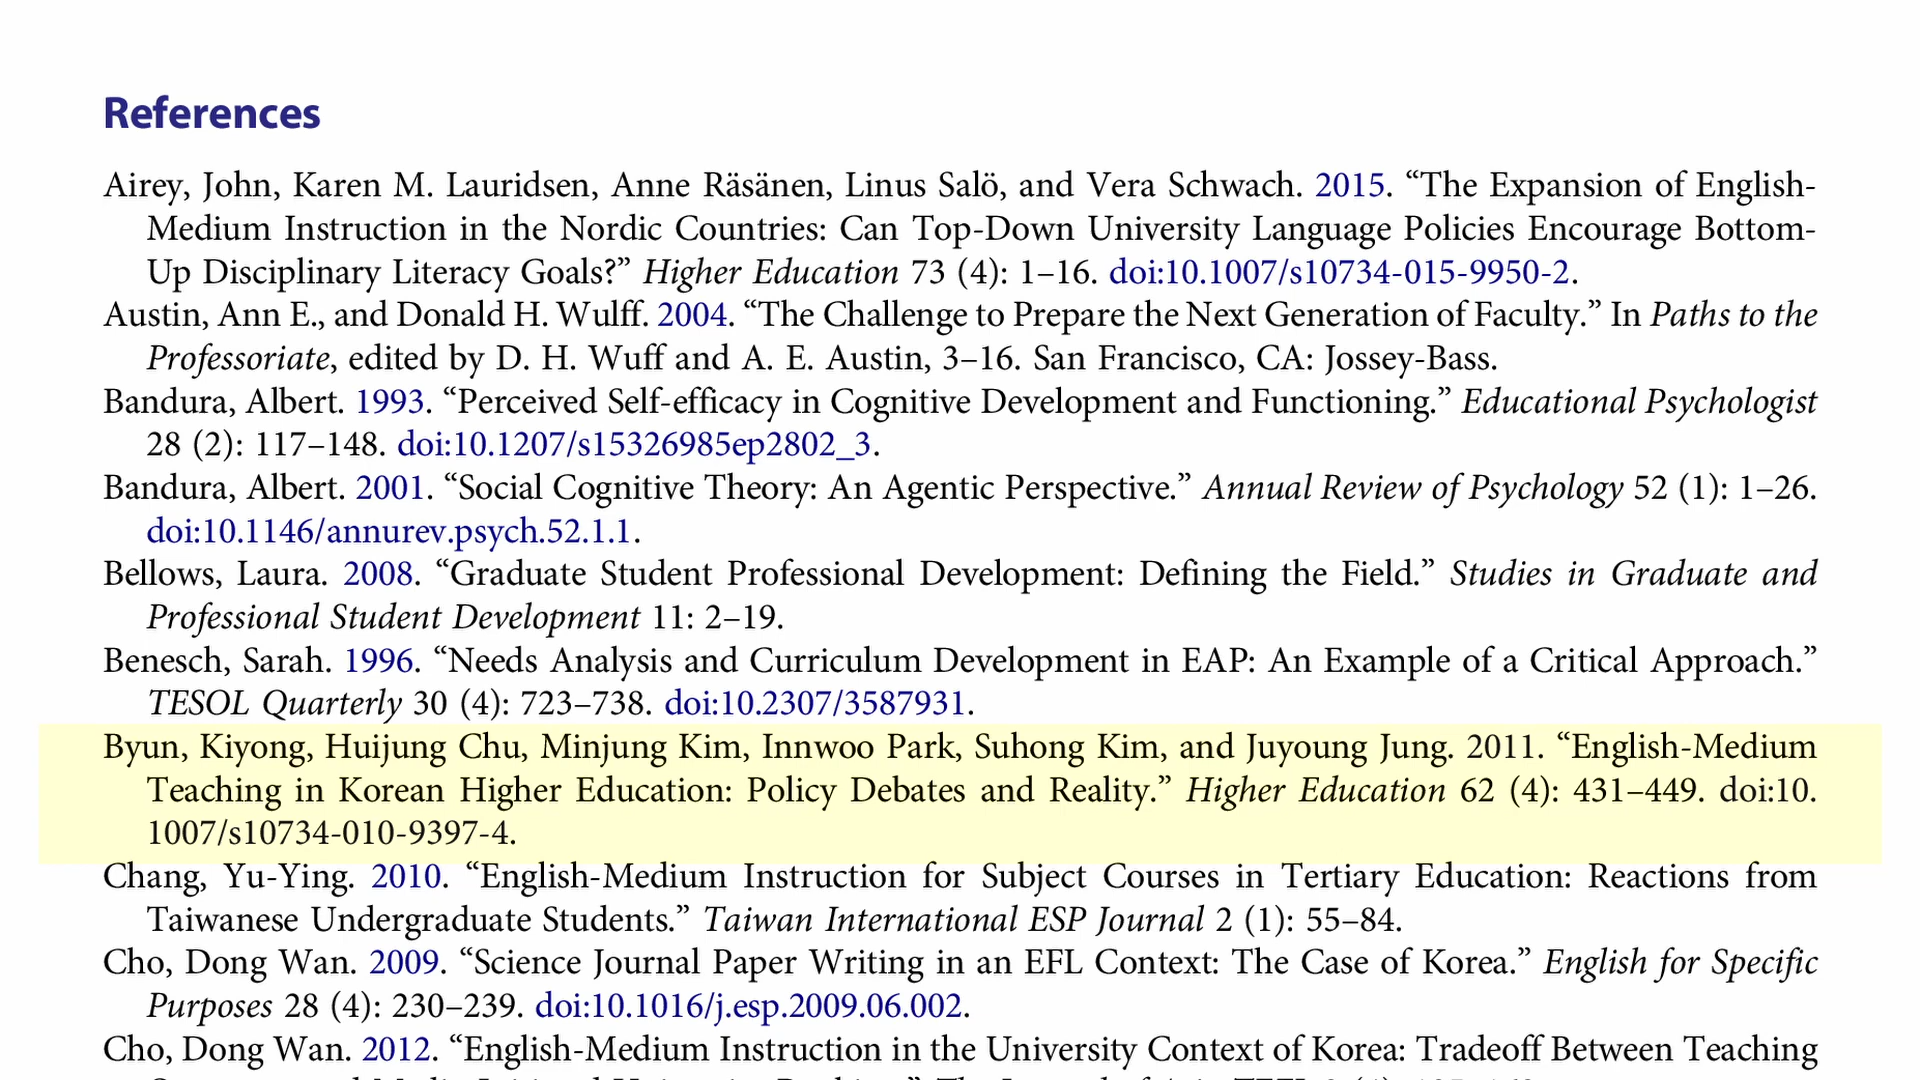 References
Airey, John, Karen M. Lauridsen, Anne Räsänen, Linus Salö, and Vera Schwach. 2015. “The Expansion of English-
Medium Instruction in the Nordic Countries: Can Top-Down University Language Policies Encourage Bottom-
Up Disciplinary Literacy Goals?” Higher Education 73 (4): 1–16. doi:10.1007/s10734-015-9950-2.
Austin, Ann E., and Donald H. Wulff. 2004. “The Challenge to Prepare the Next Generation of Faculty.” In Paths to the
Professoriate, edited by D. H. Wuff and A. E. Austin, 3–16. San Francisco, CA: Jossey-Bass.
Bandura, Albert. 1993. “Perceived Self-efficacy in Cognitive Development and Functioning.” Educational Psychologist
28 (2): 117–148. doi:10.1207/s15326985ep2802_3.
Bandura, Albert. 2001. “Social Cognitive Theory: An Agentic Perspective.” Annual Review of Psychology 52 (1): 1–26.
doi:10.1146/annurev.psych.52.1.1.
Bellows, Laura. 2008. “Graduate Student Professional Development: Defining the Field.” Studies in Graduate and
Professional Student Development 11: 2–19.
Benesch, Sarah. 1996. “Needs Analysis and Curriculum Development in EAP: An Example of a Critical Approach.”
TESOL Quarterly 30 (4): 723–738. doi:10.2307/3587931.
Byun, Kiyong, Huijung Chu, Minjung Kim, Innwoo Park, Suhong Kim, and Juyoung Jung. 2011. “English-Medium
Teaching in Korean Higher Education: Policy Debates and Reality.” Higher Education 62 (4): 431–449. doi:10.
1007/s10734-010-9397-4.
Chang, Yu-Ying. 2010. “English-Medium Instruction for Subject Courses in Tertiary Education: Reactions from
Taiwanese Undergraduate Students.” Taiwan International ESP Journal 2 (1): 55–84.
Cho, Dong Wan. 2009. “Science Journal Paper Writing in an EFL Context: The Case of Korea.” English for Specific
Purposes 28 (4): 230–239. doi:10.1016/j.esp.2009.06.002.
Cho, Dong Wan. 2012. “English-Medium Instruction in the University Context of Korea: Tradeoff Between Teaching